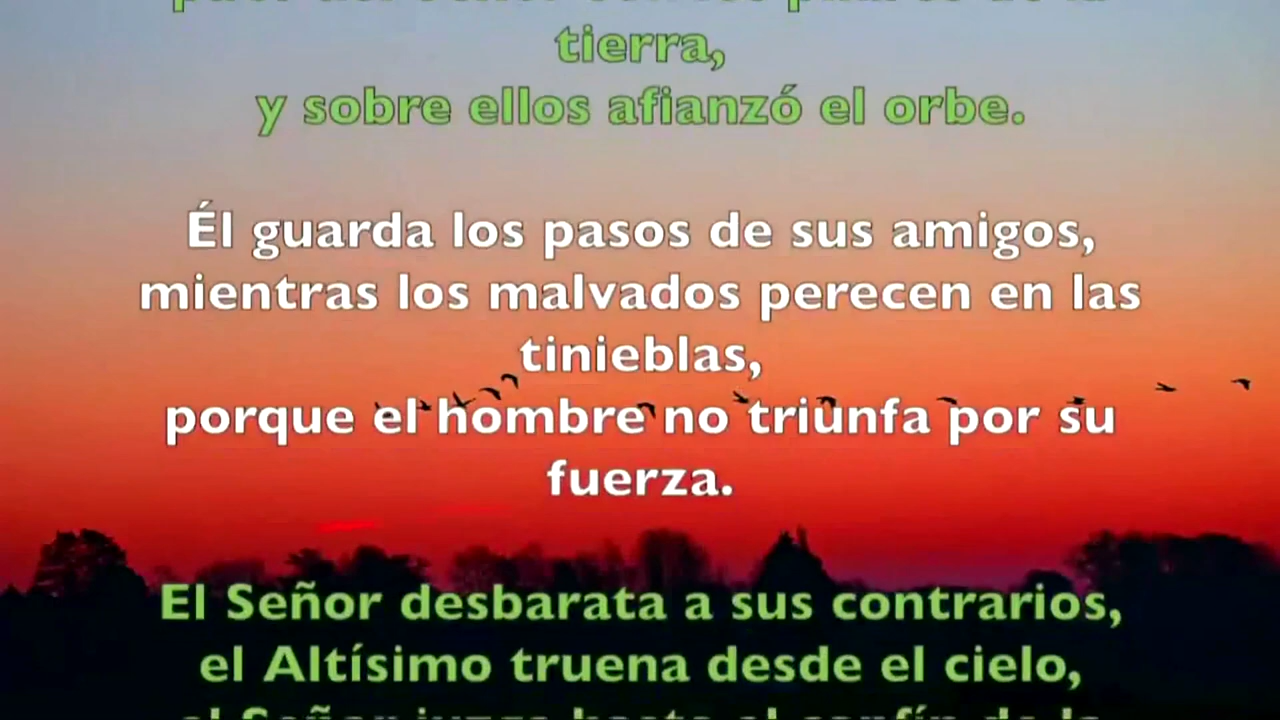 tierra,
y sobre ellos afianzó el orbe.
Él guarda los pasos de sus amigos,
mientras los malvados perecen en las
tinieblas,
porque el hombre no triunfa por su
fuerza.
El Señor desbarata a sus contrarios,
el Altísimo truena desde el cielo,